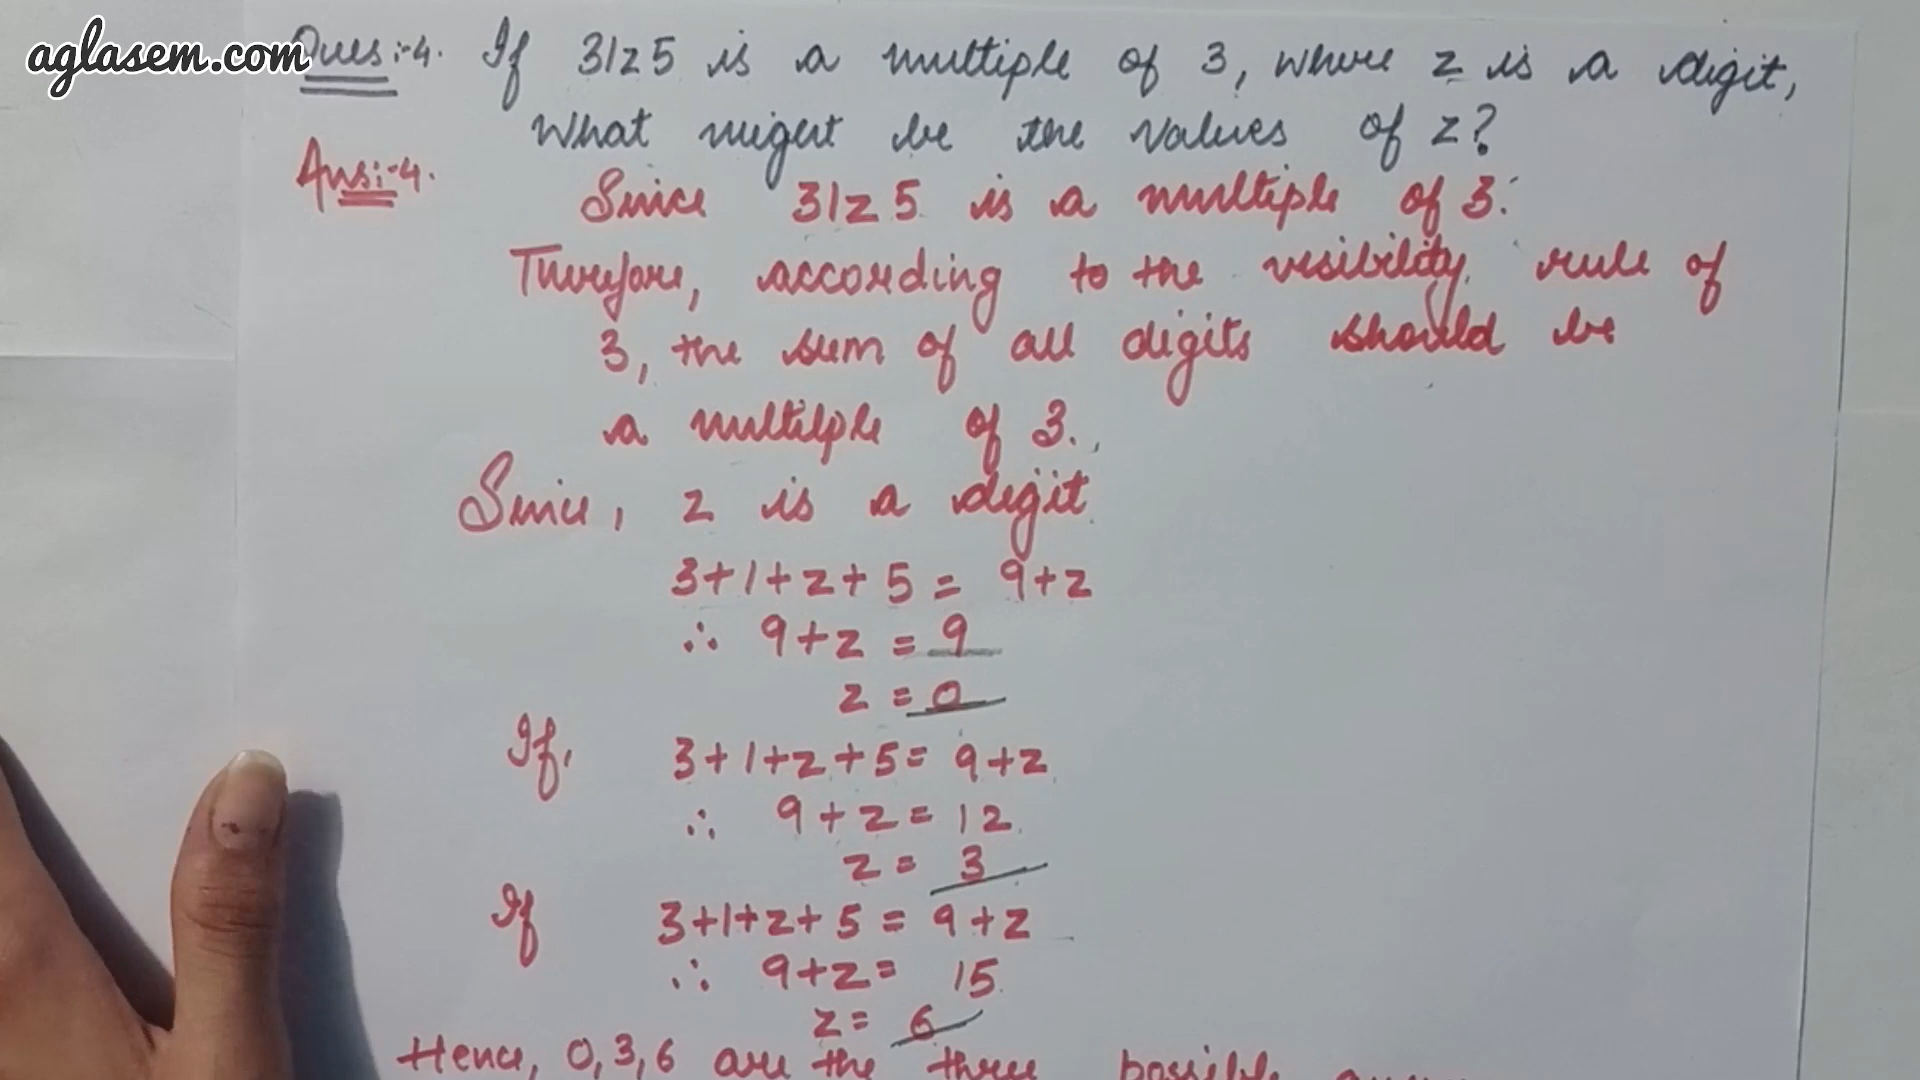 aglasem.com
Ques:-4. If 31z5 is a multiple of 3, where z is a digit,
What might be the values of z?
Ans:-4.
Since 31z5 is a multiple of 3.
Therefore, according to the visibility rule of
3, the sum of all digits should be
a multilple of 3.
Since, z is a digit
3+1+z+5 = 9+z
∴ 9+z = 9
z = 0
If, 3+1+z+5 = 9+z
∴ 9+z = 12
z = 3
If 3+1+z+5 = 9+z
∴ 9+z = 15
z = 6
Hence, 0,3,6 are the three possible